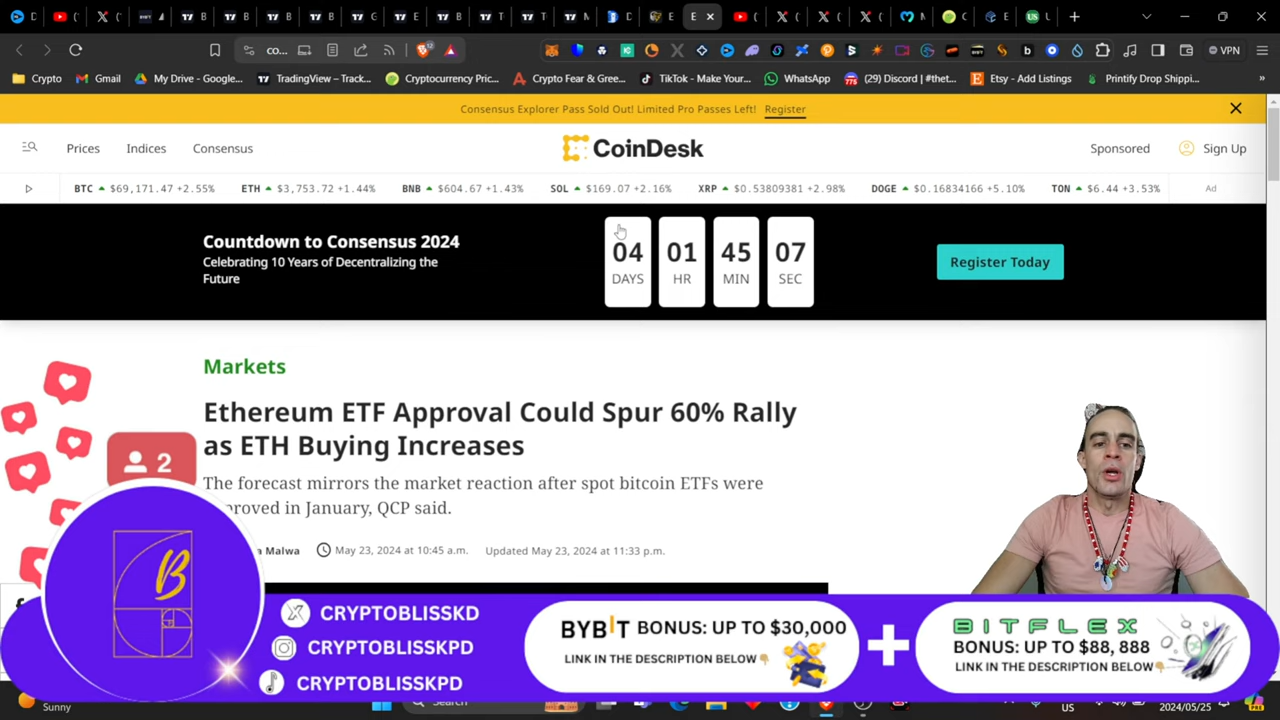 CO...
VPN
Crypto
Gmail
My Drive - Google...
TradingView – Track...
Cryptocurrency Pric...
Crypto Fear & Gree...
TikTok - Make Your...
WhatsApp
(29) Discord | #thet...
Etsy - Add Listings
Printify Drop Shippi...
Consensus Explorer Pass Sold Out! Limited Pro Passes Left! Register
Prices
Indices
Consensus
CoinDesk
Sponsored
Sign Up
BTC $69,171.47 +2.55%
ETH $3,753.72 +1.44%
BNB $604.67 +1.43%
SOL $169.07 +2.16%
XRP $0.53809381 +2.98%
DOGE $0.16834166 +5.10%
TON $6.44 +3.53%
Ad
Countdown to Consensus 2024
Celebrating 10 Years of Decentralizing the
Future
04 01 45 07
DAYS HR MIN SEC
Register Today
Markets
Ethereum ETF Approval Could Spur 60% Rally
as ETH Buying Increases
2
The forecast mirrors the market reaction after spot bitcoin ETFs were
in January, QCP said.
Malwa
May 23, 2024 at 10:45 a.m.
Updated May 23, 2024 at 11:33 p.m.
B
CRYPTOBLISSKD
CRYPTOBLISSKPD
CRYPTOBLISSKPD
BYBIT BONUS: UP TO $30,000
LINK IN THE DESCRIPTION BELOW
BITFLEX
BONUS: UP TO $88, 888
LINK IN THE DESCRIPTION BELOW
Sunny
Search
US
2024/05/25